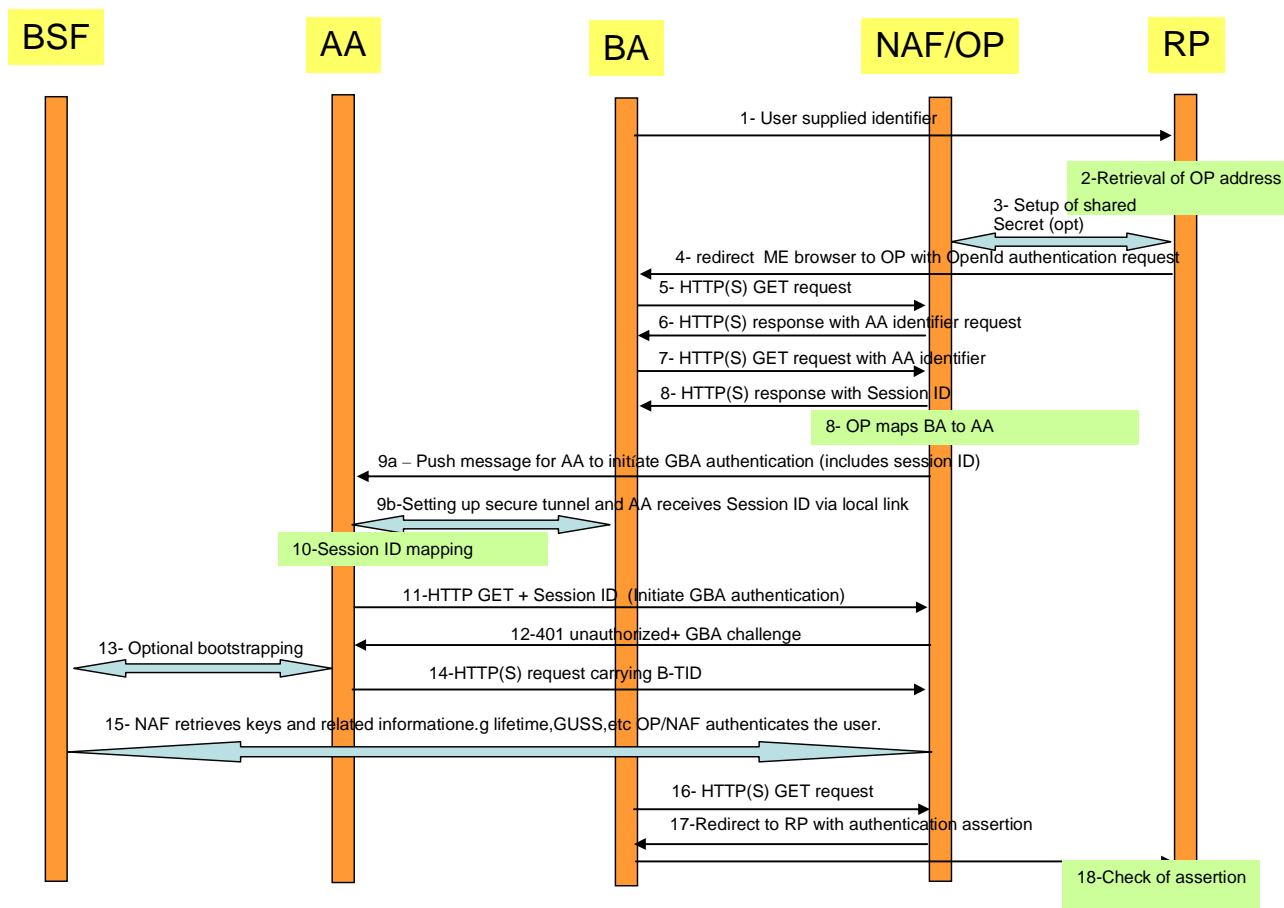 BSF
AA
BA
NAF/OP
RP
1- User supplied identifier
2-Retrieval of OP address
3- Setup of shared
Secret (opt)
4- redirect ME browser to OP with OpenId authentication request
5- HTTP(S) GET request
6- HTTP(S) response with AA identifier request
7- HTTP(S) GET request with AA identifier
8- HTTP(S) response with Session ID
8- OP maps BA to AA
9a – Push message for AA to initiate GBA authentication (includes session ID)
9b-Setting up secure tunnel and AA receives Session ID via local link
10-Session ID mapping
11-HTTP GET + Session ID (Initiate GBA authentication)
12-401 unauthorized+ GBA challenge
13- Optional bootstrapping
14-HTTP(S) request carrying B-TID
15- NAF retrieves keys and related informatione.g lifetime,GUSS,etc OP/NAF authenticates the user.
16- HTTP(S) GET request
17-Redirect to RP with authentication assertion
18-Check of assertion